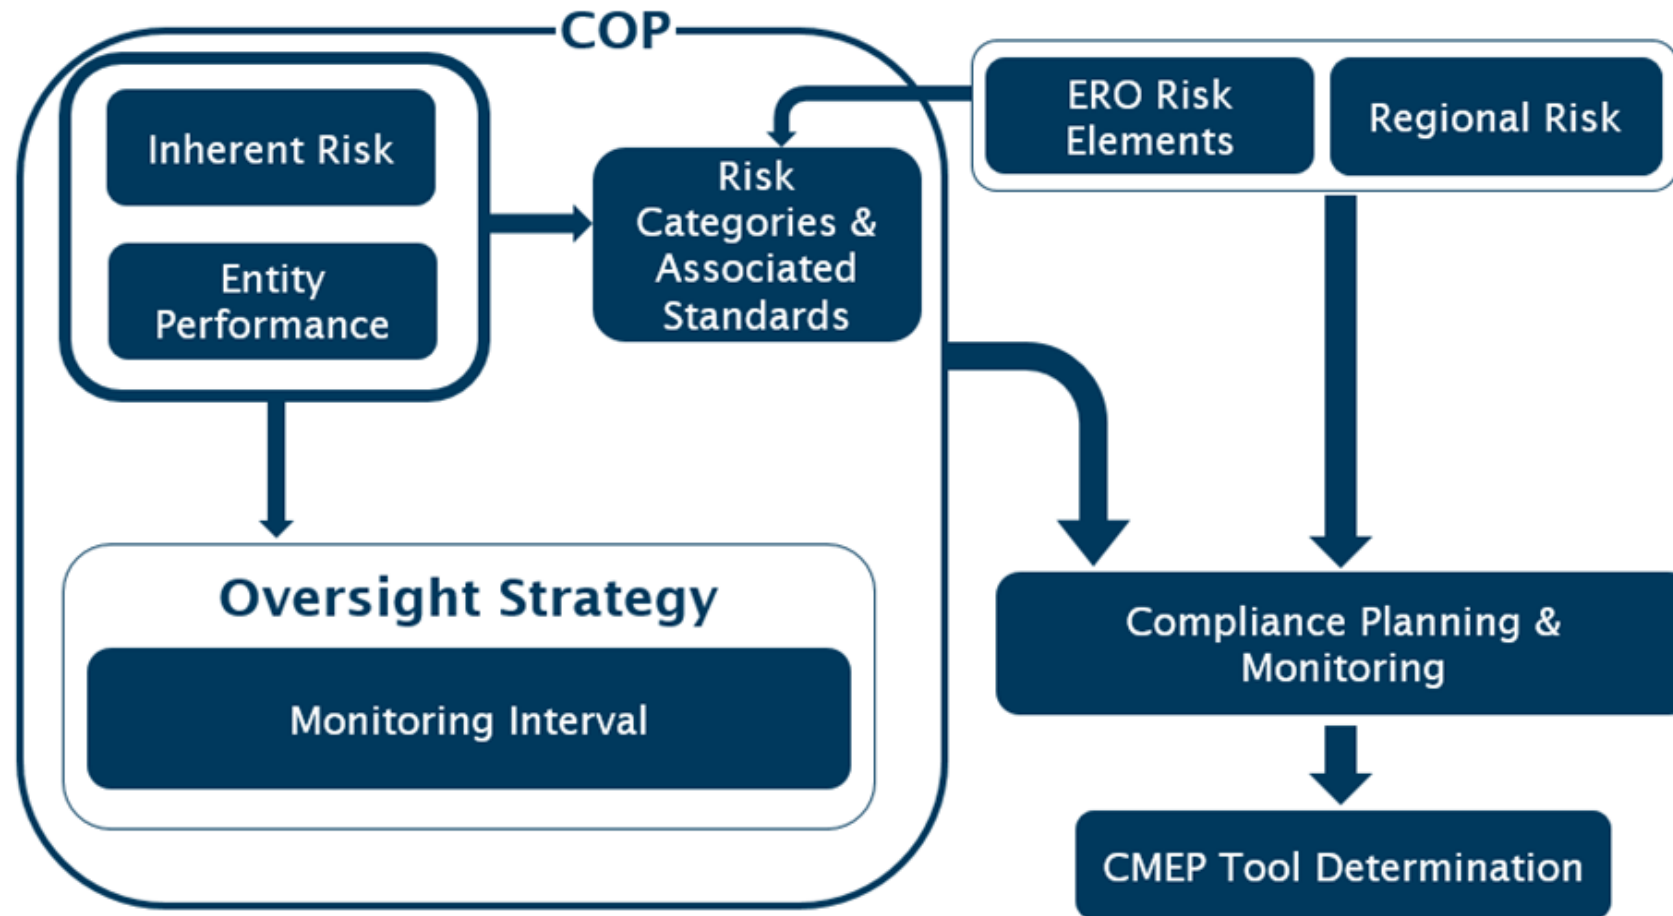 COP
Inherent Risk
Entity
Performance
Risk
Categories &
Associated
Standards
ERO Risk
Elements
Regional Risk
Oversight Strategy
Monitoring Interval
Compliance Planning &
Monitoring
CMEP Tool Determination